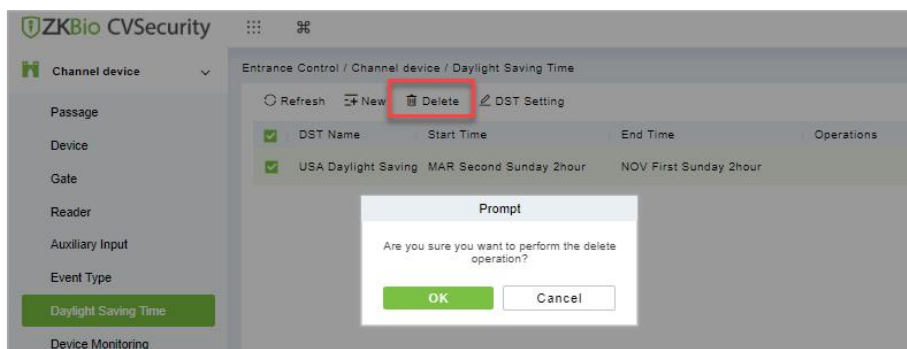 ZKBio CVSecurity
Channel device
Passage
Device
Gate
Reader
Auxiliary Input
Event Type
Daylight Saving Time
Device Monitoring
Entrance Control / Channel device / Daylight Saving Time
Refresh New Delete DST Setting
DST Name Start Time End Time Operations
USA Daylight Saving MAR Second Sunday 2hour NOV First Sunday 2hour
Prompt
Are you sure you want to perform the delete
operation?
OK Cancel